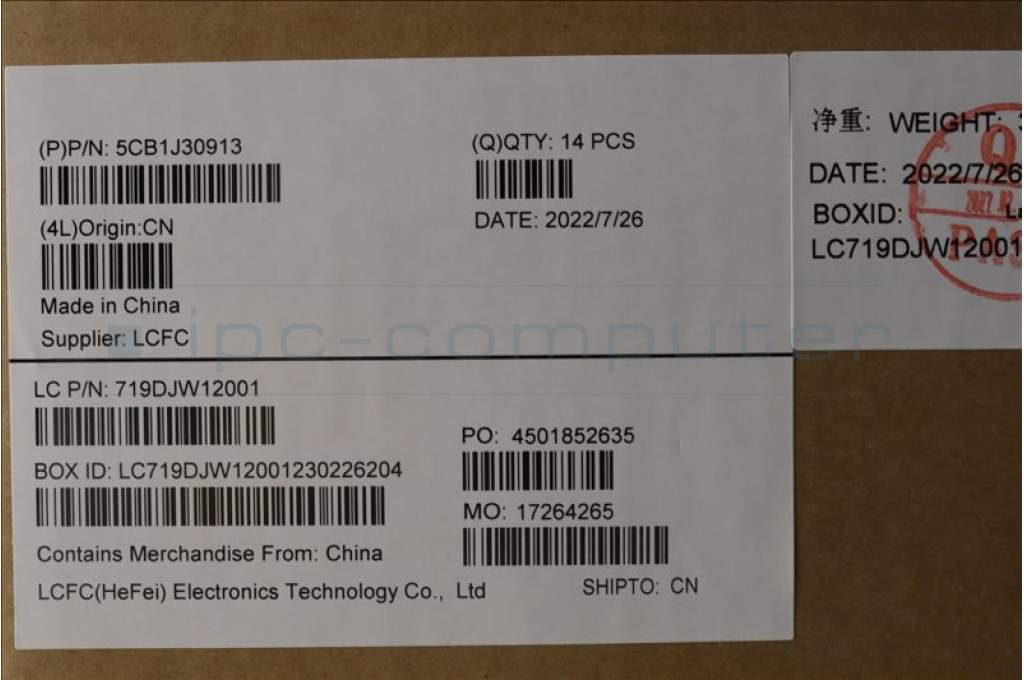 (P)P/N: 5CB1J30913
(4L)Origin:CN
Made in China
Supplier: LCFC
(Q)QTY: 14 PCS
DATE: 2022/7/26
LC P/N: 719DJW12001
BOX ID: LC719DJW12001230226204
Contains Merchandise From: China
LCFC(HeFei) Electronics Technology Co., Ltd
PO: 4501852635
MO: 17264265
SHIPTO: CN
净重: WEIGHT:
DATE: 2022/7/26
BOXID:
LC719DJW12001
Q
ipc-computer